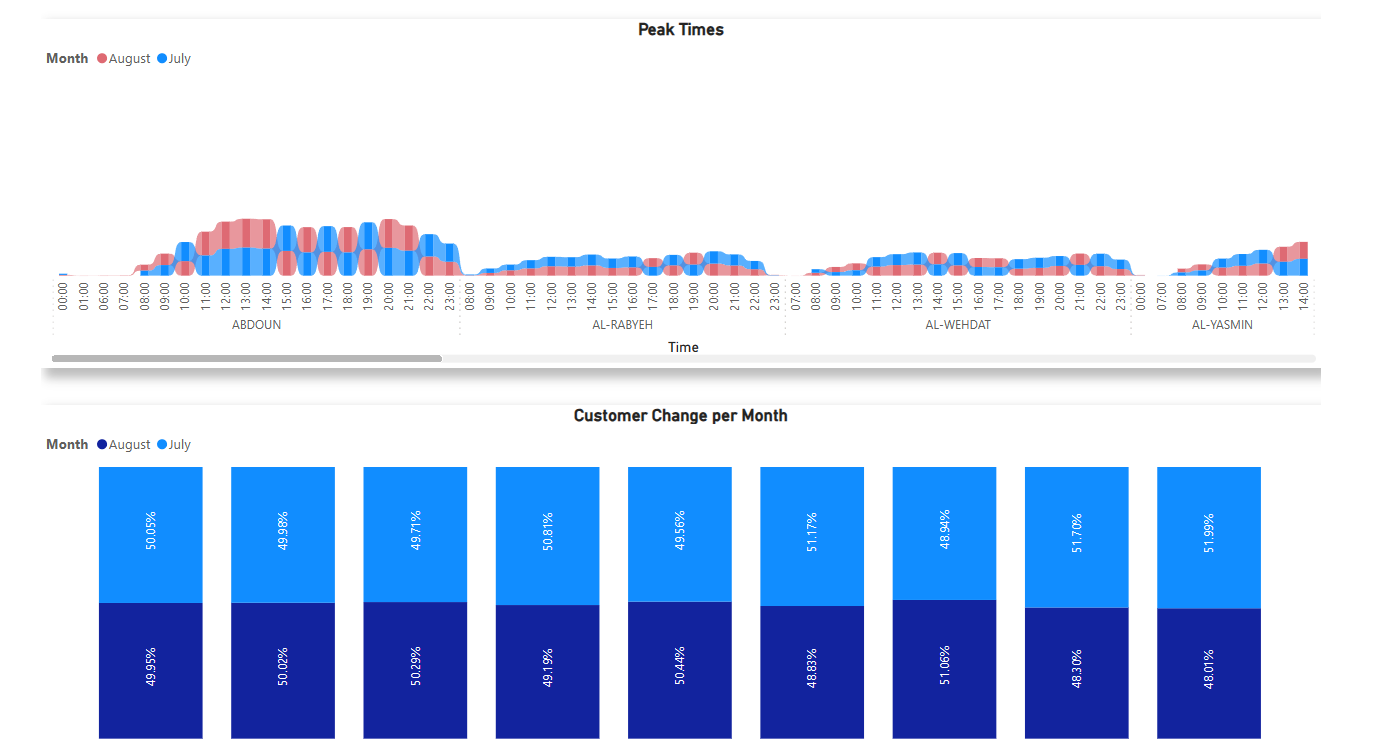 Peak Times
Month August July
00:00 01:00 06:00 07:00 08:00 09:00 10:00 11:00 12:00 13:00 14:00 15:00 16:00 17:00 18:00 19:00 20:00 21:00 22:00 23:00 08:00 09:00 10:00 11:00 12:00 13:00 14:00 15:00 16:00 17:00 18:00 19:00 20:00 21:00 22:00 23:00 07:00 08:00 09:00 10:00 11:00 12:00 13:00 14:00 15:00 16:00 17:00 18:00 19:00 20:00 21:00 22:00 23:00 00:00 07:00 08:00 09:00 10:00 11:00 12:00 13:00 14:00
ABDOUN AL-RABYEH AL-WEHDAT AL-YASMIN
Time
Customer Change per Month
Month August July
50.05% 49.98% 49.71% 50.81% 49.56% 51.17% 48.94% 51.70% 51.99%
49.95% 50.02% 50.29% 49.19% 50.44% 48.83% 51.06% 48.30% 48.01%